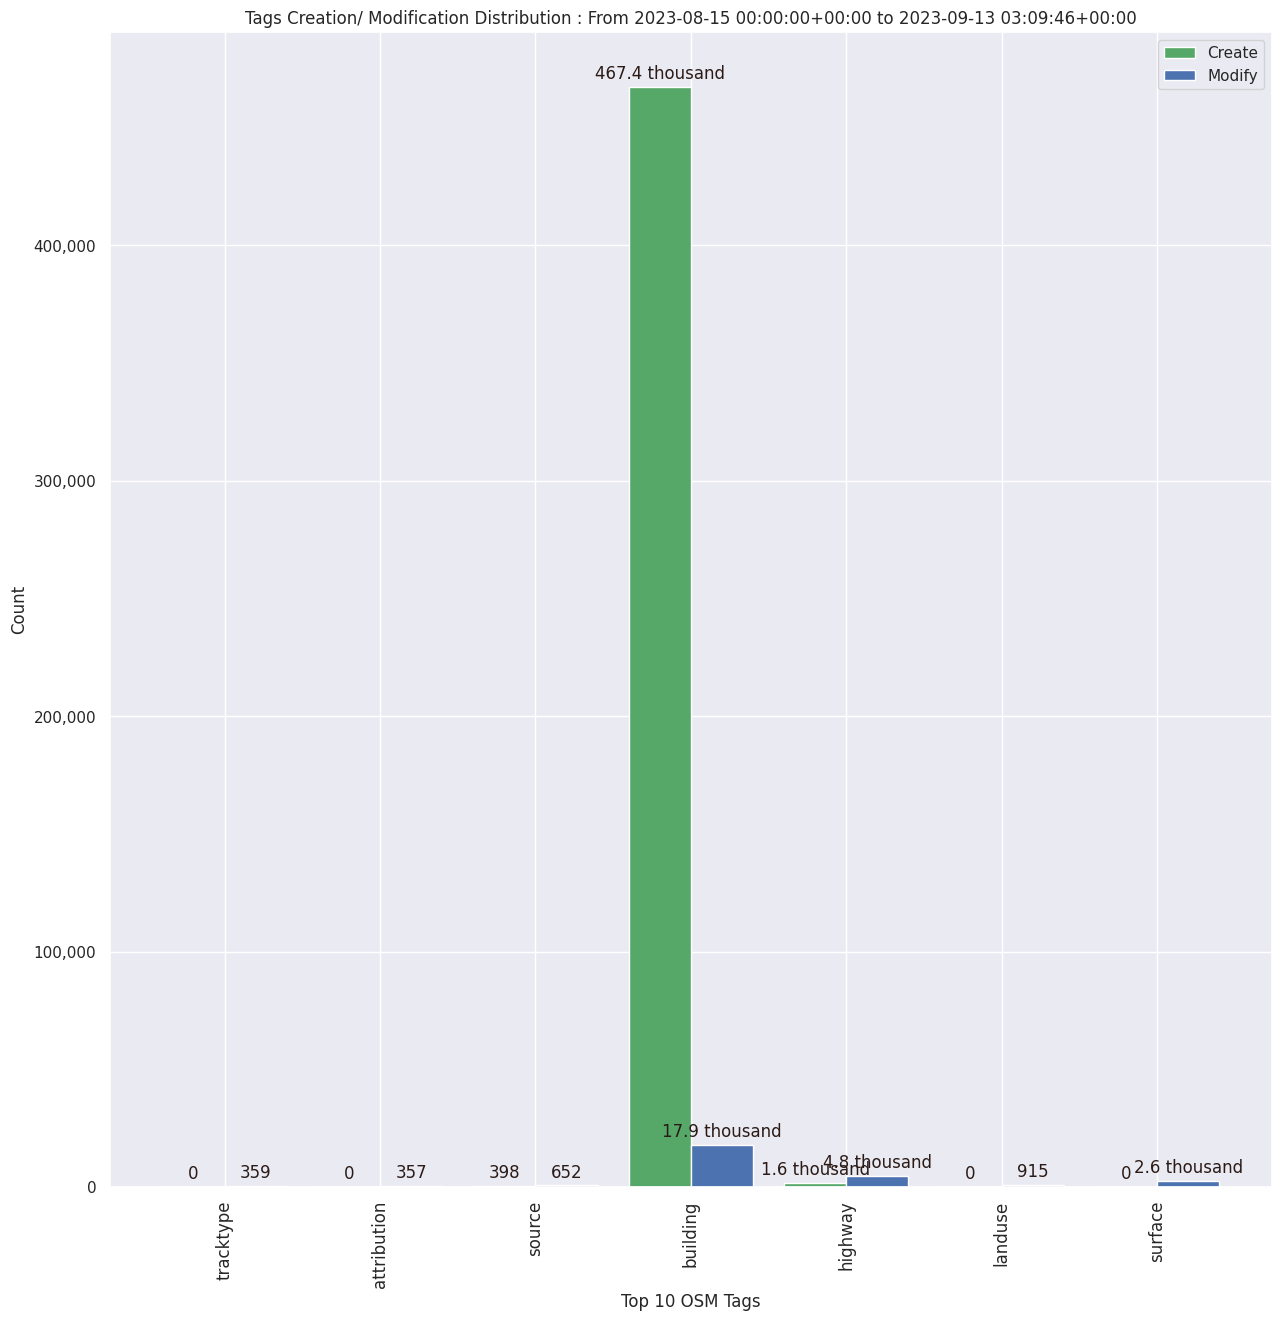 Tags Creation/ Modification Distribution : From 2023-08-15 00:00:00+00:00 to 2023-09-13 03:09:46+00:00
Create
Modify
467.4 thousand
400,000
300,000
200,000
100,000
0
Count
17.9 thousand
1.6 thousand
4.8 thousand
2.6 thousand
0 359 0 357 398 652 0 915 0
tracktype
attribution
source
building
highway
landuse
surface
Top 10 OSM Tags